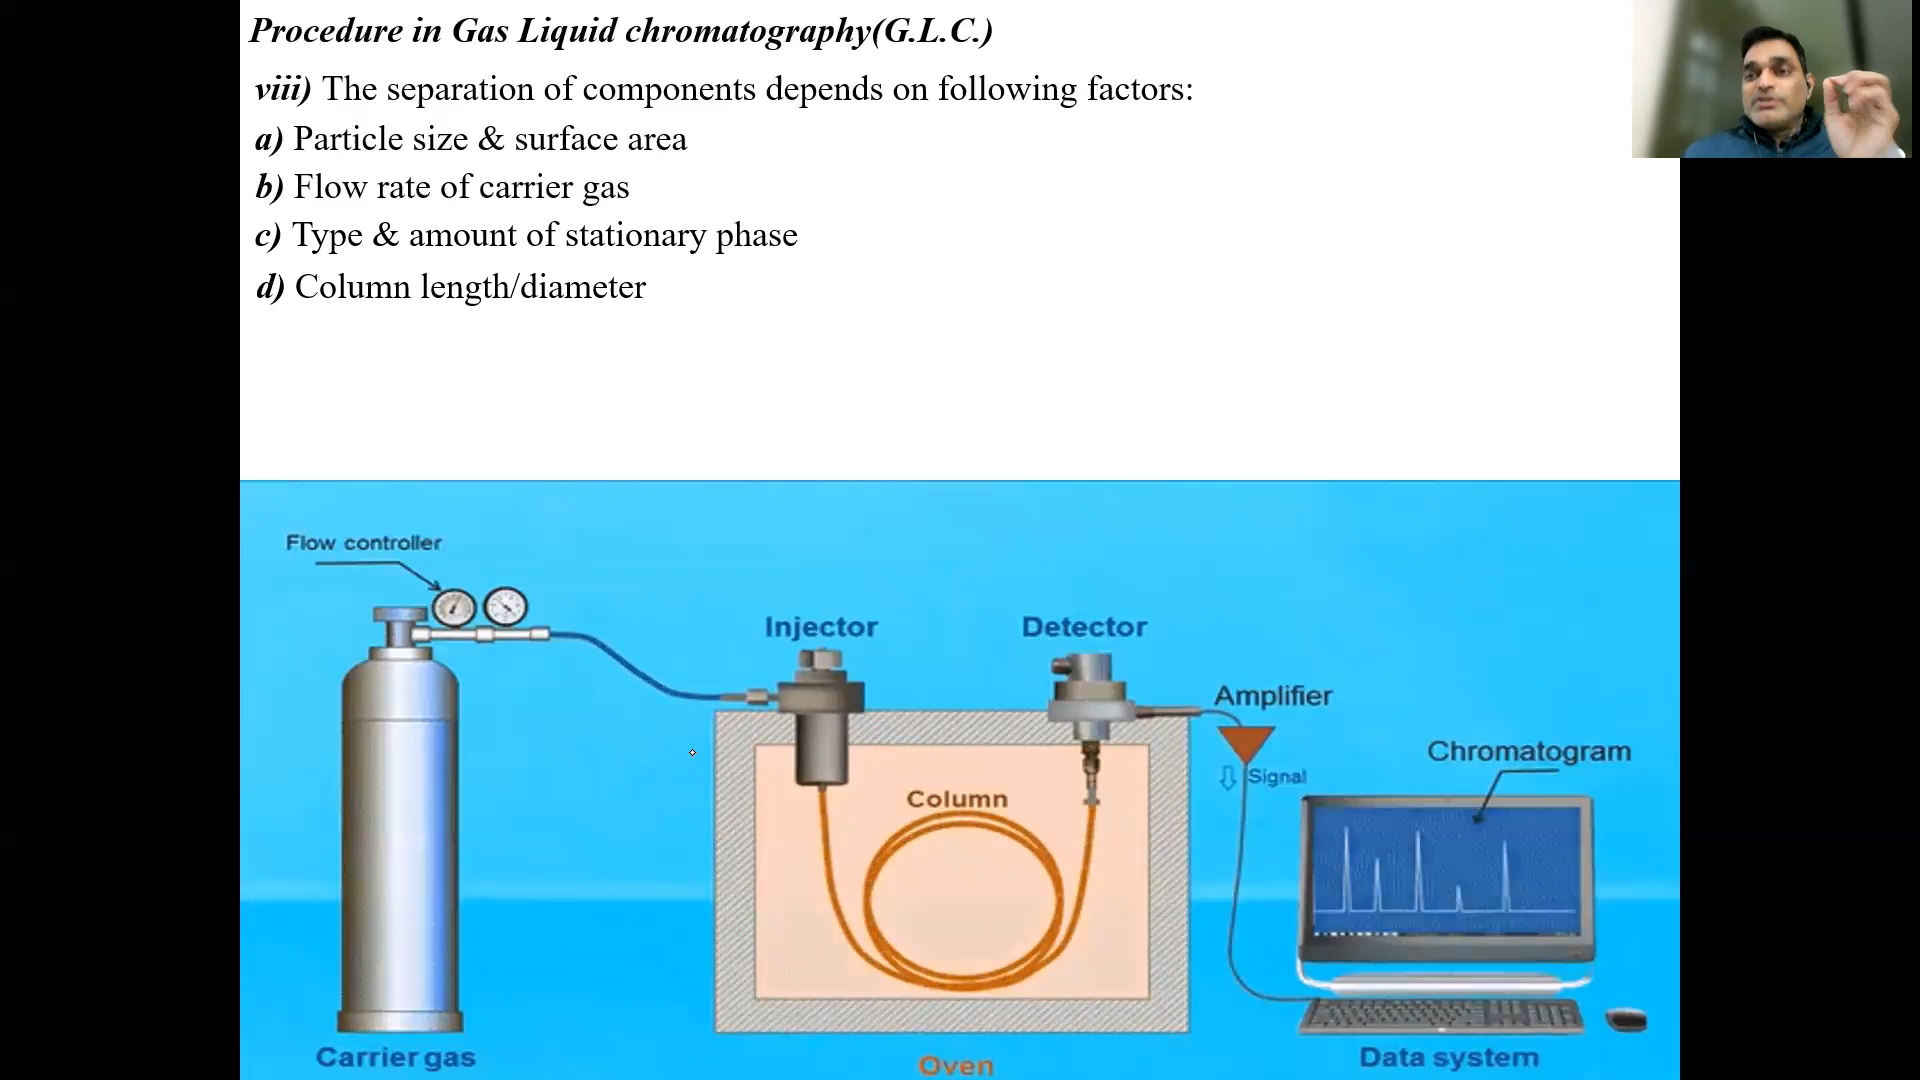 Procedure in Gas Liquid chromatography(G.L.C.)
viii) The separation of components depends on following factors:
a) Particle size & surface area
b) Flow rate of carrier gas
c) Type & amount of stationary phase
d) Column length/diameter
Flow controller
Injector
Detector
Amplifier
Signal
Chromatogram
Column
Carrier gas
Oven
Data system